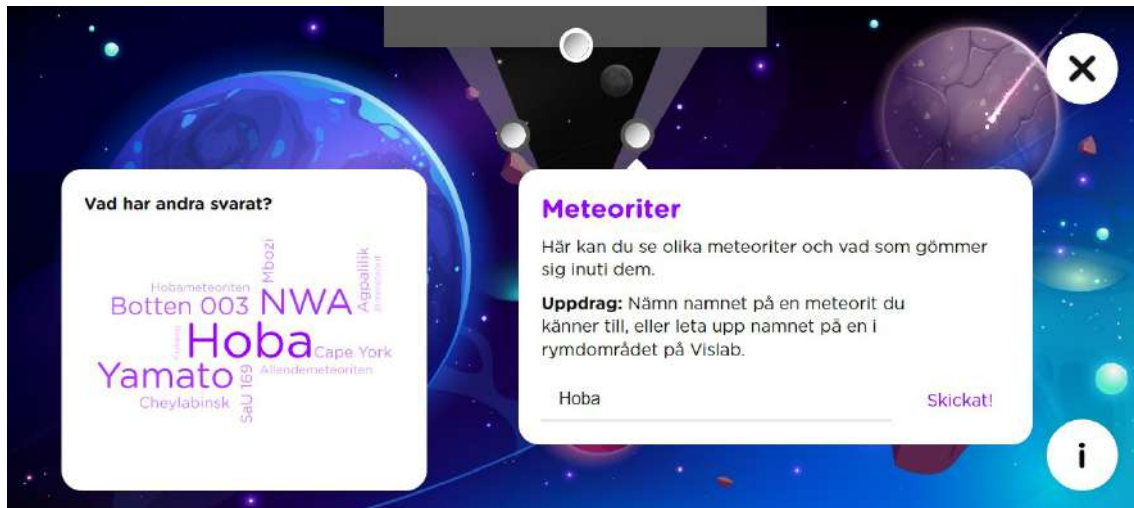 Vad har andra svarat?
Mbozi
Agpalilik
Hobameteoriten
Botten 003
NWA
Hoba
Cape York
Yamato
SaU 169
Allendemeteoriten
Cheylabinsk
Meteoriter
Här kan du se olika meteoriter och vad som gömmer
sig inuti dem.
Uppdrag: Nämn namnet på en meteorit du
känner till, eller leta upp namnet på en i
rymdområdet på Vislab.
Hoba
Skickat!
i